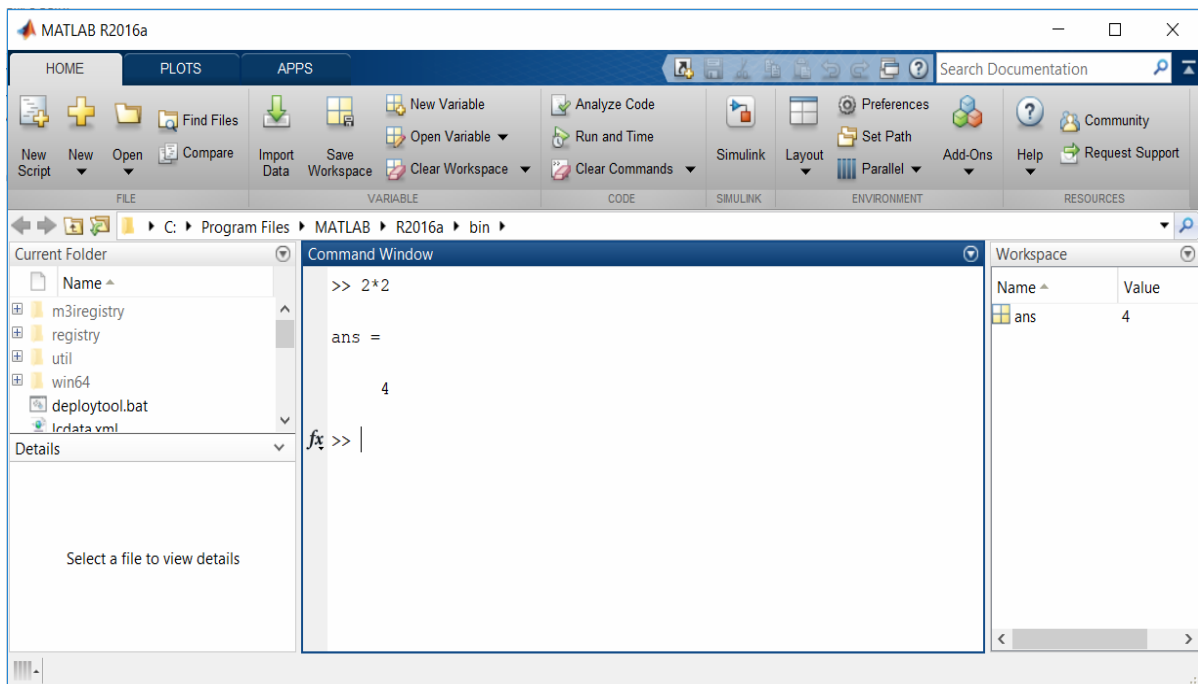 MATLAB R2016a
HOME PLOTS APPS Search Documentation
New Script
New
Open
Find Files
Compare
FILE
Import Data
Save Workspace
New Variable
Open Variable
Clear Workspace
VARIABLE
Analyze Code
Run and Time
Clear Commands
CODE
Simulink
SIMULINK
Layout
Preferences
Set Path
Parallel
Add-Ons
ENVIRONMENT
Help
Community
Request Support
RESOURCES
C: Program Files MATLAB R2016a bin
Current Folder
Name
m3iregistry
registry
util
win64
deploytool.bat
lcdata.xml
Details
Select a file to view details
Command Window
>> 2*2
ans =
4
fx >>
Workspace
Name Value
ans 4